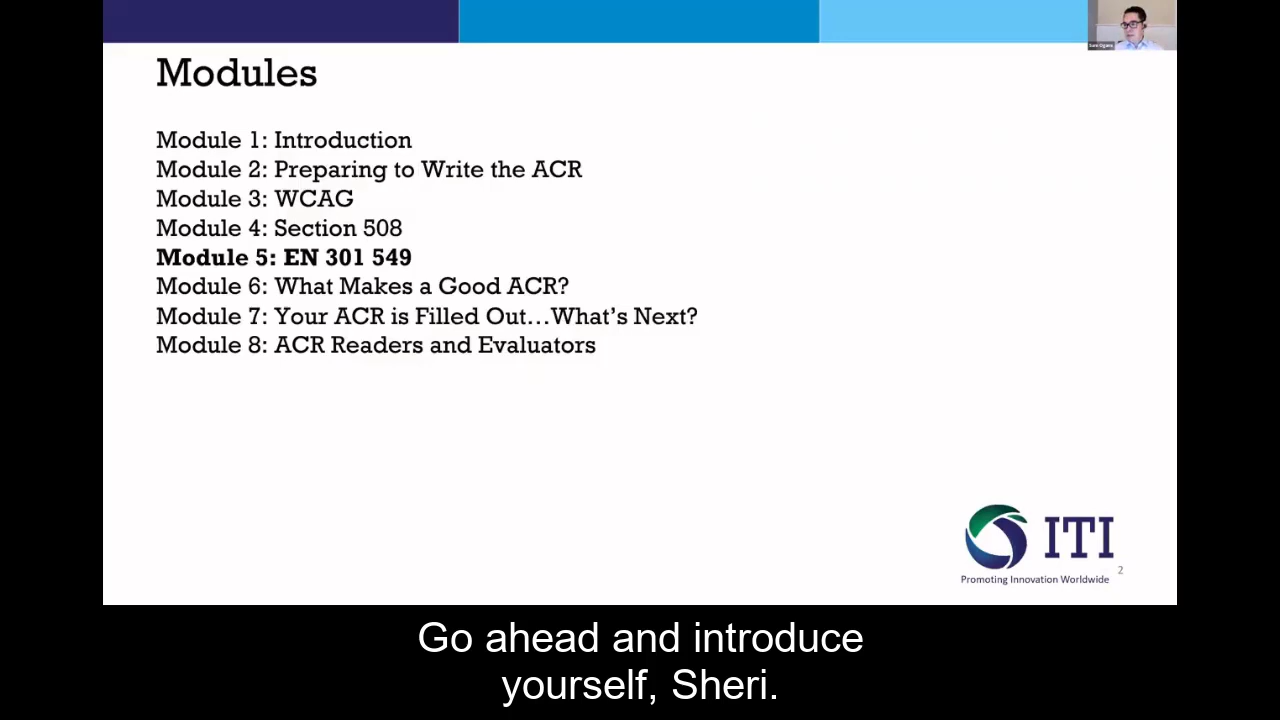 Modules
Module 1: Introduction
Module 2: Preparing to Write the ACR
Module 3: WCAG
Module 4: Section 508
Module 5: EN 301 549
Module 6: What Makes a Good ACR?
Module 7: Your ACR is Filled Out…What’s Next?
Module 8: ACR Readers and Evaluators
ITI
Promoting Innovation Worldwide
2
Go ahead and introduce
yourself, Sheri.